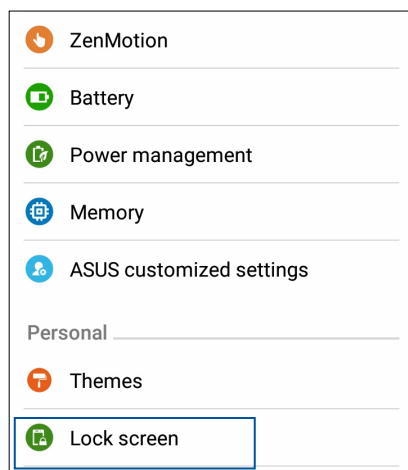 ZenMotion
Battery
Power management
Memory
ASUS customized settings
Personal
Themes
Lock screen